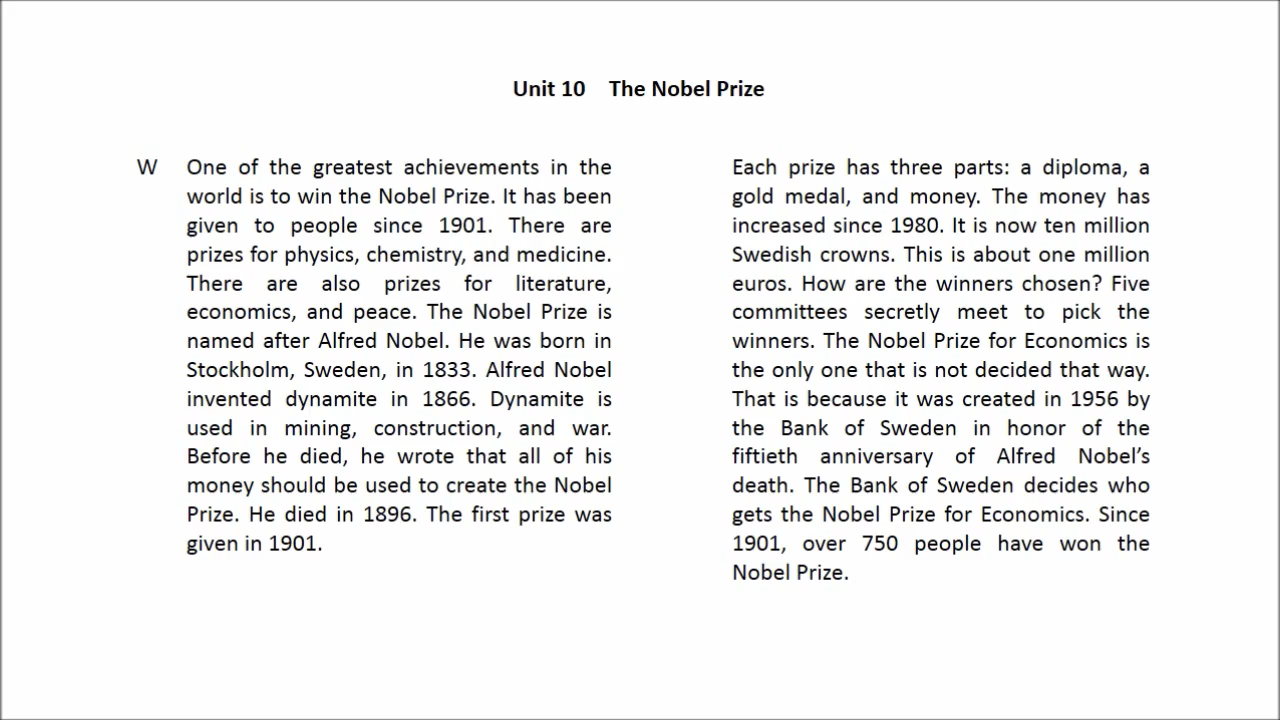 Unit 10 The Nobel Prize
W One of the greatest achievements in the
world is to win the Nobel Prize. It has been
given to people since 1901. There are
prizes for physics, chemistry, and medicine.
There are also prizes for literature,
economics, and peace. The Nobel Prize is
named after Alfred Nobel. He was born in
Stockholm, Sweden, in 1833. Alfred Nobel
invented dynamite in 1866. Dynamite is
used in mining, construction, and war.
Before he died, he wrote that all of his
money should be used to create the Nobel
Prize. He died in 1896. The first prize was
given in 1901.
Each prize has three parts: a diploma, a
gold medal, and money. The money has
increased since 1980. It is now ten million
Swedish crowns. This is about one million
euros. How are the winners chosen? Five
committees secretly meet to pick the
winners. The Nobel Prize for Economics is
the only one that is not decided that way.
That is because it was created in 1956 by
the Bank of Sweden in honor of the
fiftieth anniversary of Alfred Nobel’s
death. The Bank of Sweden decides who
gets the Nobel Prize for Economics. Since
1901, over 750 people have won the
Nobel Prize.